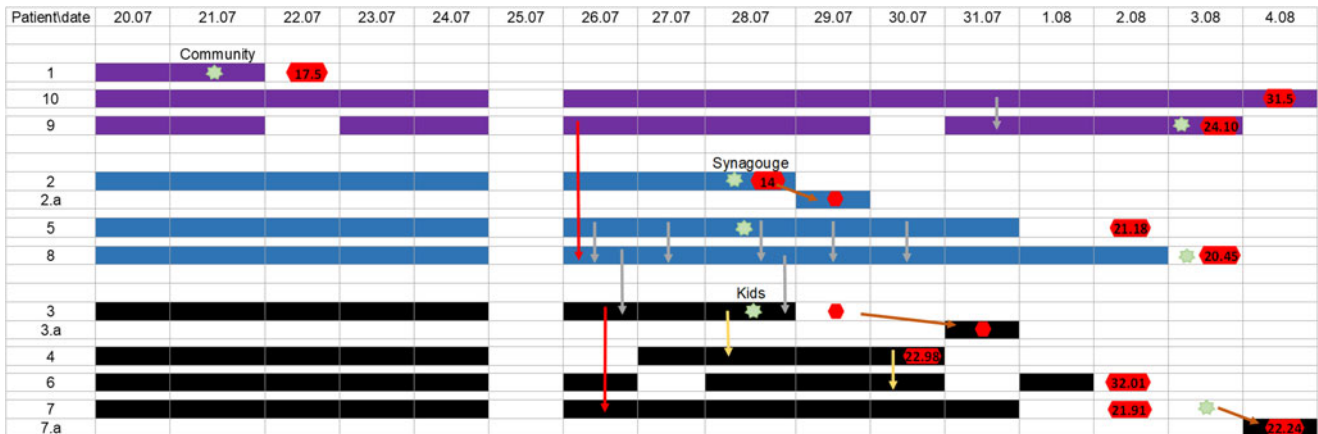 Patient\date 20.07 21.07 22.07 23.07 24.07 25.07 26.07 27.07 28.07 29.07 30.07 31.07 1.08 2.08 3.08 4.08
Community
1 17.5
10 31.5
9 24.10
Synagouge
2 14
2.a
5 21.18
8 20.45
Kids
3
3.a
4 22.98
6 32.01
7 21.91
7.a 22.24